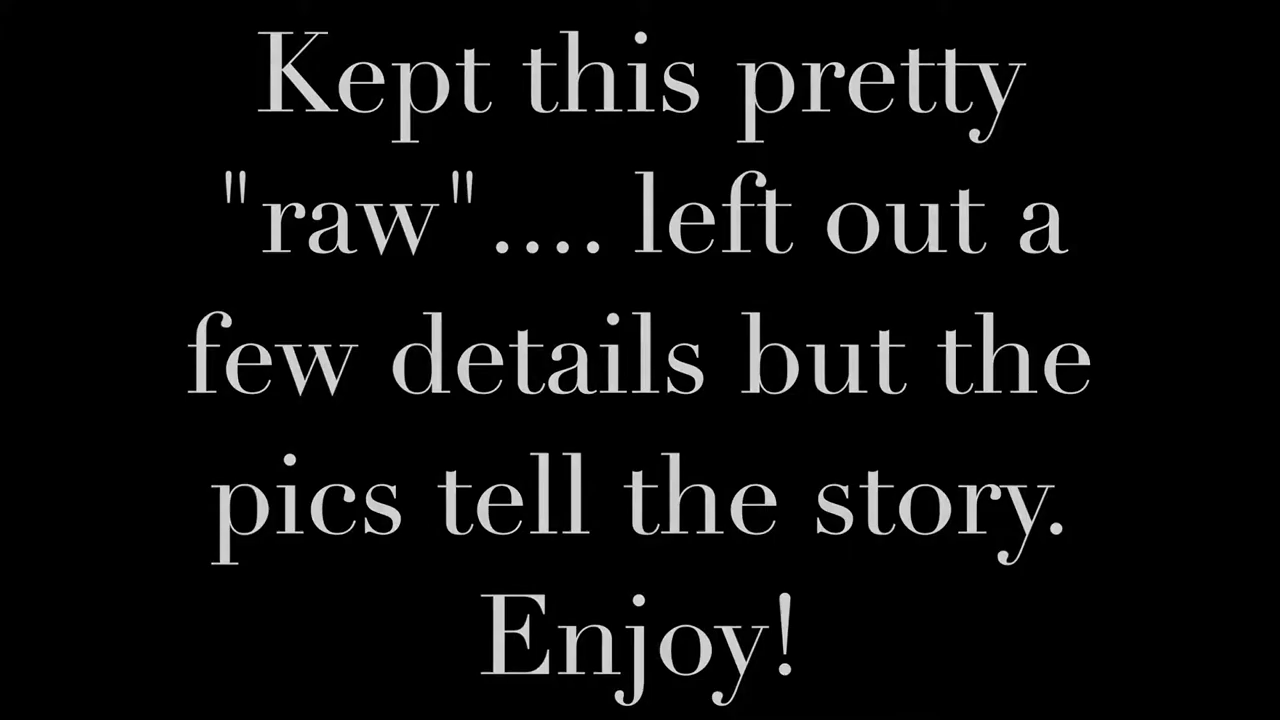 Kept this pretty
"raw".... left out a
few details but the
pics tell the story.
Enjoy!